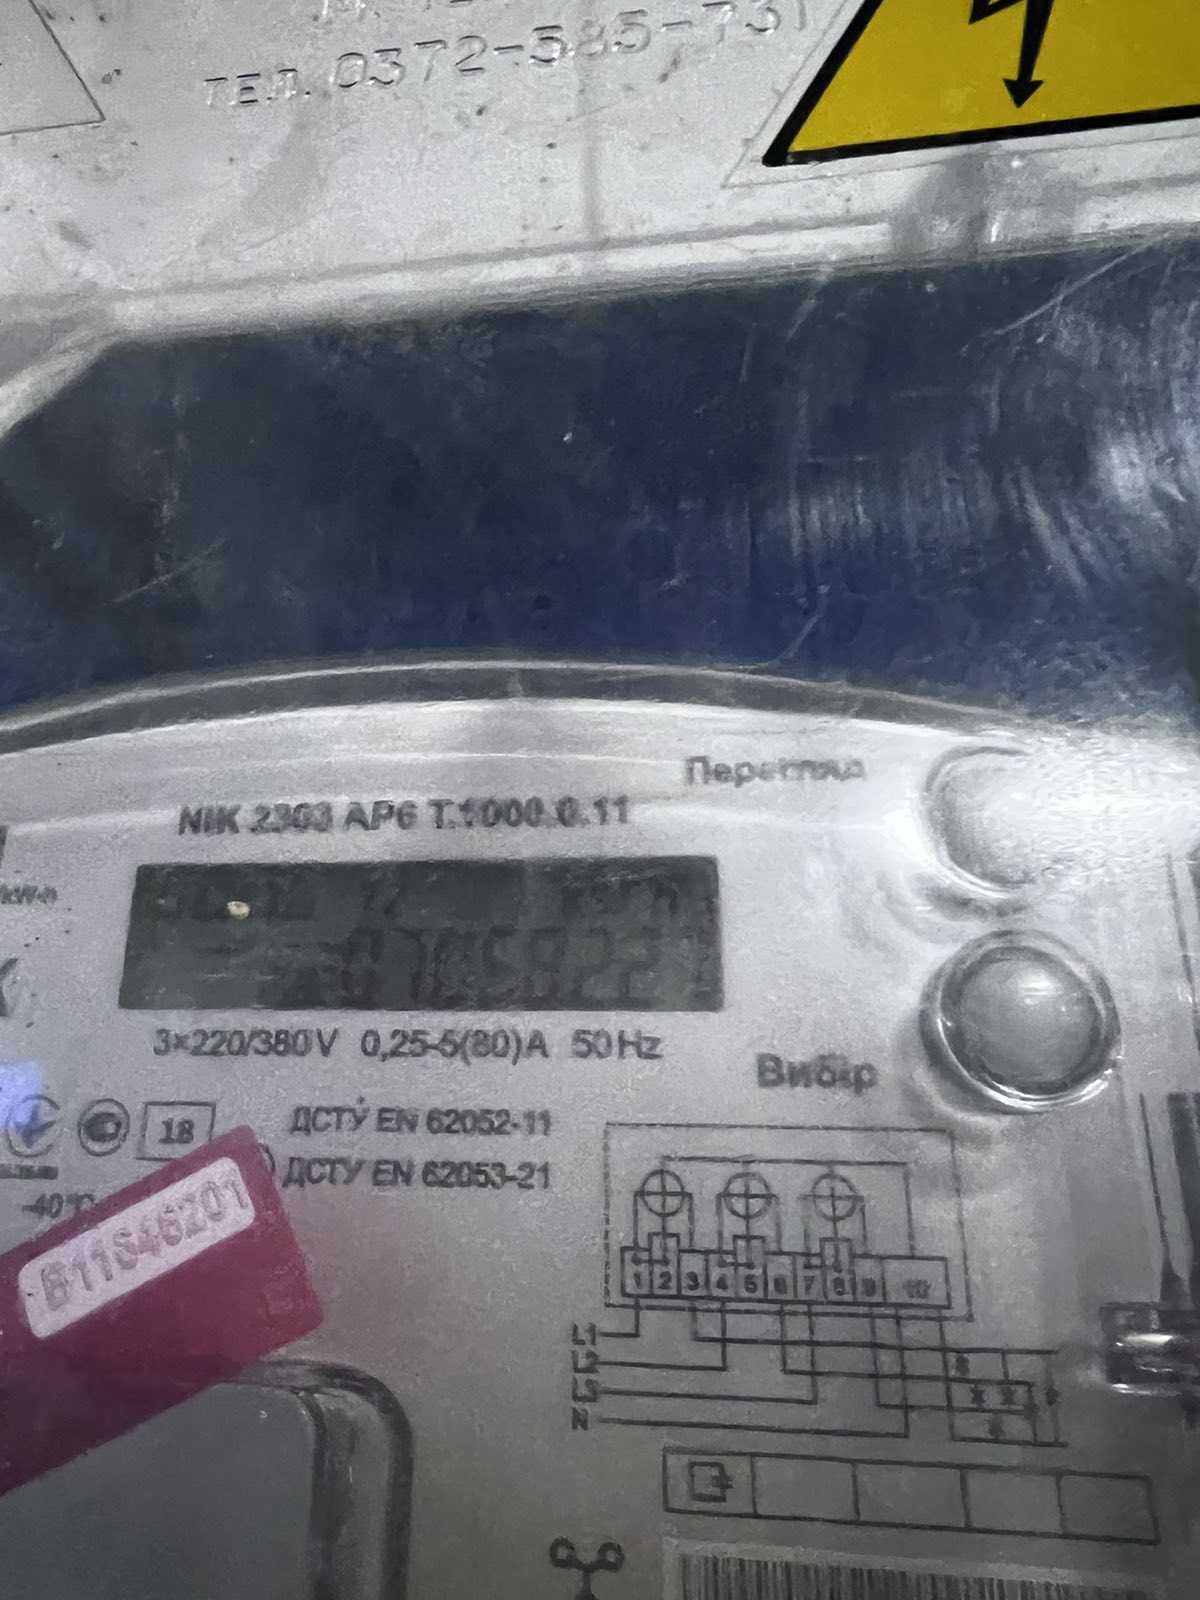 ТЕЛ. 0372-585-731
Перегляд
NIK 2303 AP6 T.1000.0.11
3×220/380V 0,25-5(80)A 50Hz
Вибір
18
ДСТУ EN 62052-11
ДСТУ EN 62053-21
-40°C
B11546201
1 2 3 4 5 6 7 8 9 10
L1
L2
L3
N